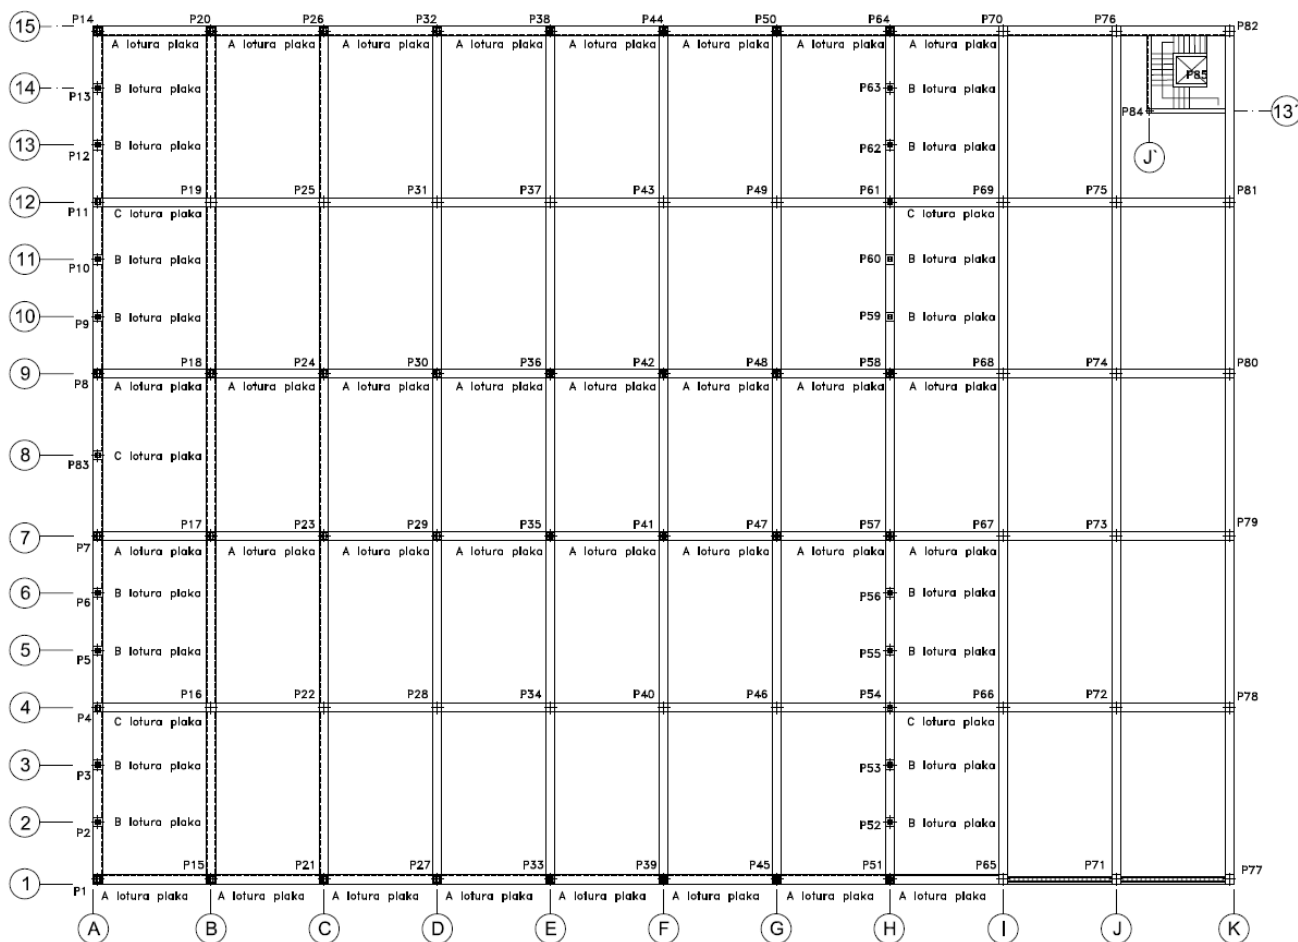 15 P14 P20 P26 P32 P38 P44 P50 P64 P70 P76 P82
A lotura plaka A lotura plaka A lotura plaka A lotura plaka A lotura plaka A lotura plaka A lotura plaka A lotura plaka
14 P13 B lotura plaka P63 B lotura plaka P85
P84 13`
13 P12 B lotura plaka P62 B lotura plaka J`
P19 P25 P31 P37 P43 P49 P61 P69 P75 P81
12 P11 C lotura plaka C lotura plaka
11 P10 B lotura plaka P60 B lotura plaka
10 P9 B lotura plaka P59 B lotura plaka
P18 P24 P30 P36 P42 P48 P58 P68 P74 P80
9 P8 A lotura plaka A lotura plaka A lotura plaka A lotura plaka A lotura plaka A lotura plaka A lotura plaka A lotura plaka
8 P83 C lotura plaka
P17 P23 P29 P35 P41 P47 P57 P67 P73 P79
7 P7 A lotura plaka A lotura plaka A lotura plaka A lotura plaka A lotura plaka A lotura plaka A lotura plaka A lotura plaka
6 P6 B lotura plaka P56 B lotura plaka
5 P5 B lotura plaka P55 B lotura plaka
P16 P22 P28 P34 P40 P46 P54 P66 P72 P78
4 P4 C lotura plaka C lotura plaka
3 P3 B lotura plaka P53 B lotura plaka
2 P2 B lotura plaka P52 B lotura plaka
P15 P21 P27 P33 P39 P45 P51 P65 P71 P77
1 P1 A lotura plaka A lotura plaka A lotura plaka A lotura plaka A lotura plaka A lotura plaka A lotura plaka A lotura plaka
A B C D E F G H I J K